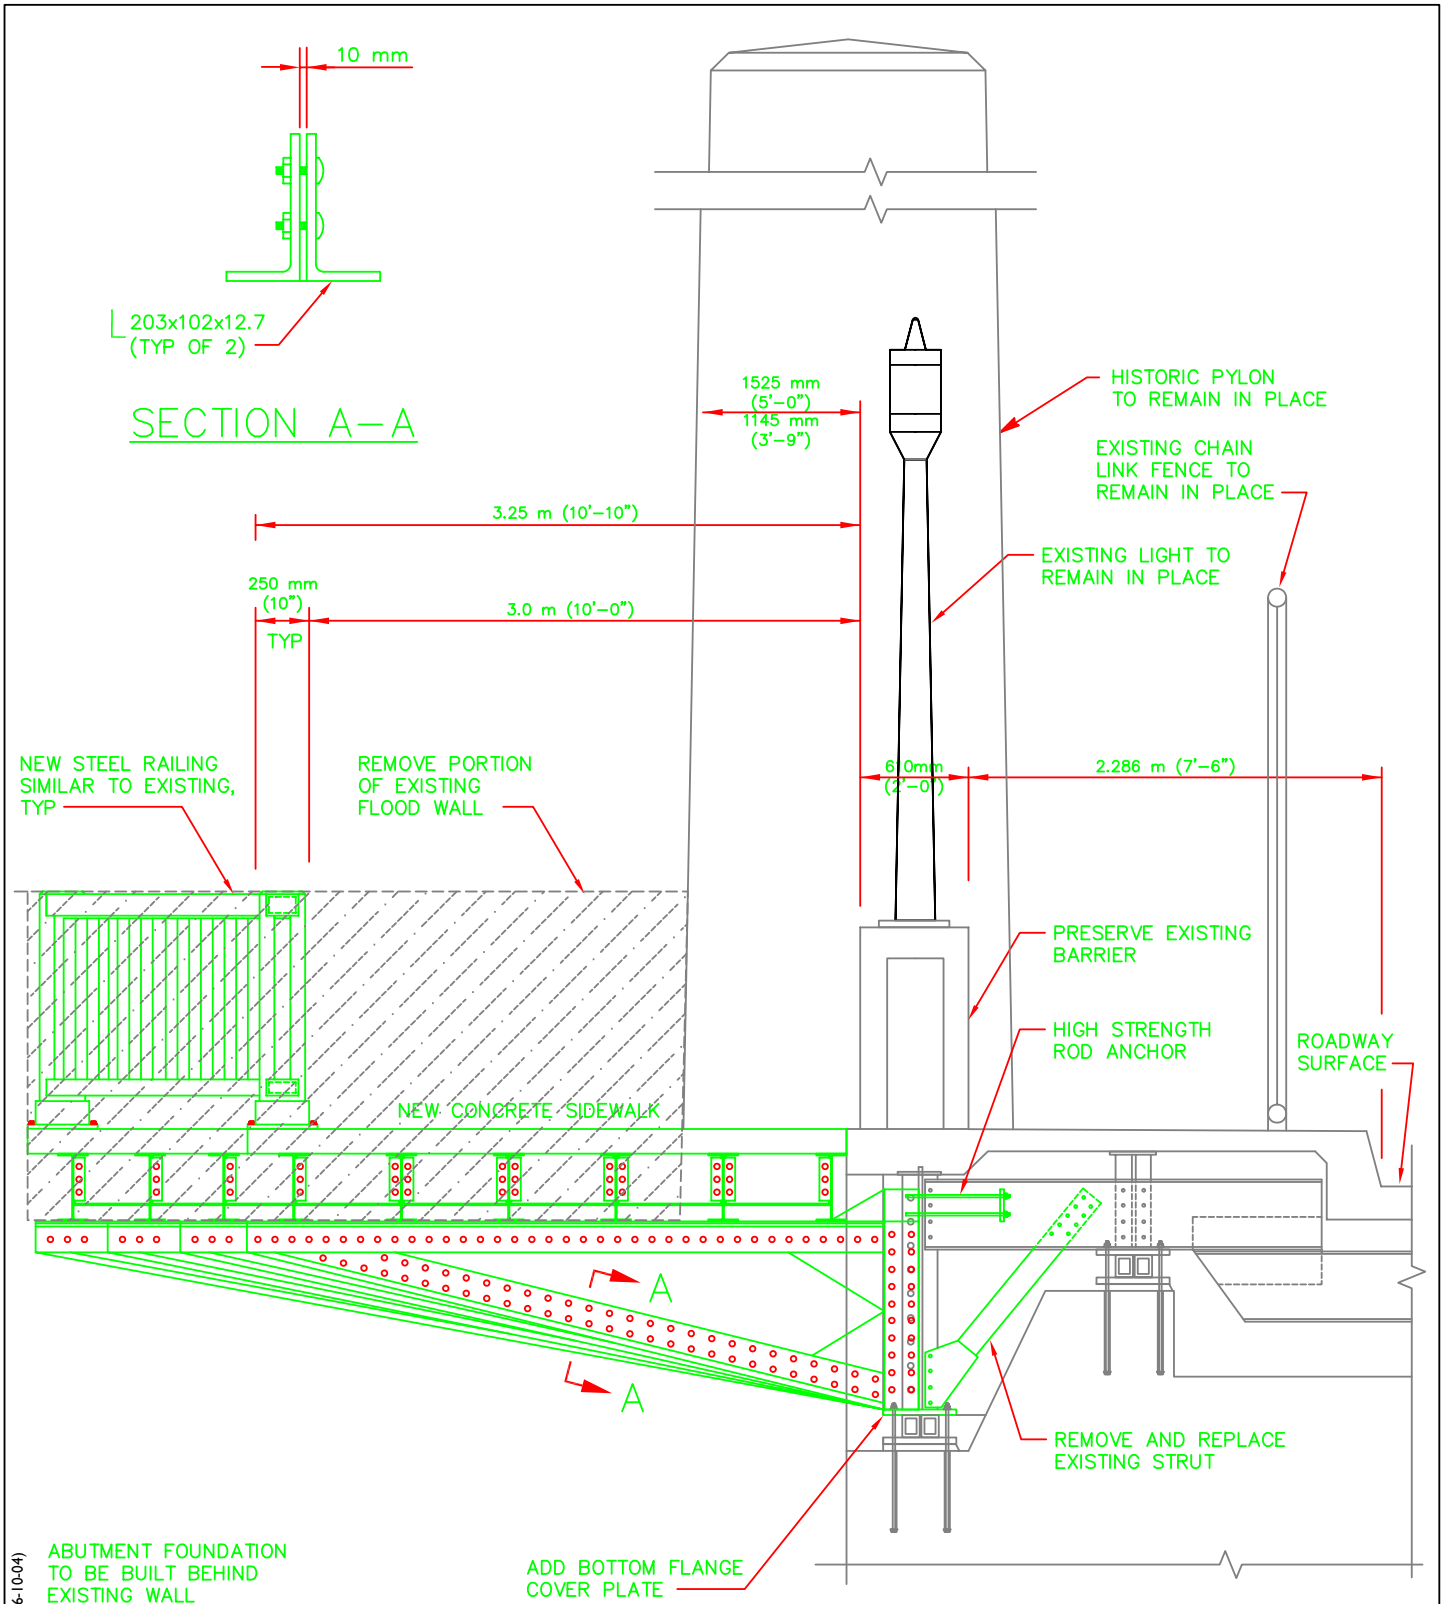 10 mm
203x102x12.7
(TYP OF 2)
SECTION A-A
1525 mm
(5'-0")
1145 mm
(3'-9")
HISTORIC PYLON
TO REMAIN IN PLACE
EXISTING CHAIN
LINK FENCE TO
REMAIN IN PLACE
3.25 m (10'-10")
EXISTING LIGHT TO
REMAIN IN PLACE
250 mm
(10")
TYP
3.0 m (10'-0")
NEW STEEL RAILING
SIMILAR TO EXISTING,
TYP
REMOVE PORTION
OF EXISTING
FLOOD WALL
610mm
(2'-0")
2.286 m (7'-6")
PRESERVE EXISTING
BARRIER
HIGH STRENGTH
ROD ANCHOR
ROADWAY
SURFACE
NEW CONCRETE SIDEWALK
A
A
REMOVE AND REPLACE
EXISTING STRUT
ABUTMENT FOUNDATION
TO BE BUILT BEHIND
EXISTING WALL
ADD BOTTOM FLANGE
COVER PLATE
6-10-04)